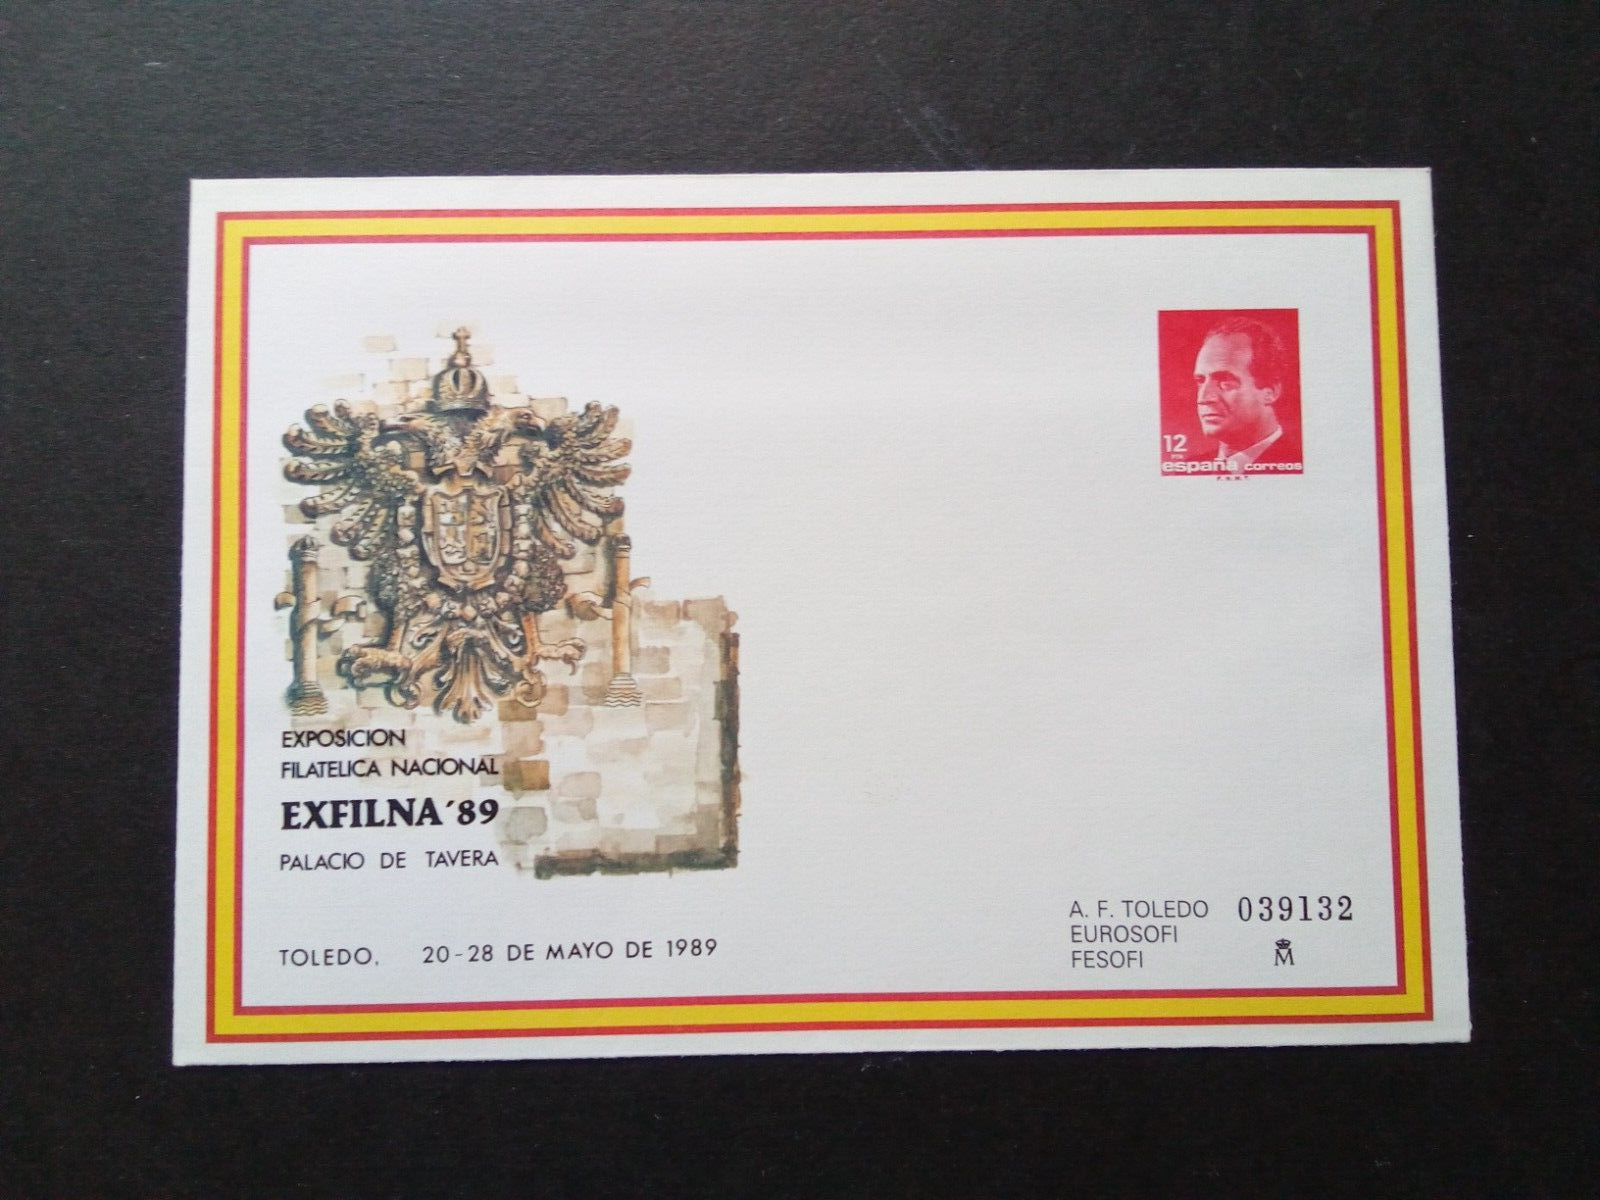 12
PTA
españa correos
F.N.M.T.
EXPOSICION
FILATELICA NACIONAL
EXFILNA '89
PALACIO DE TAVERA
TOLEDO, 20-28 DE MAYO DE 1989
A. F. TOLEDO 039132
EUROSOFI
FESOFI
M